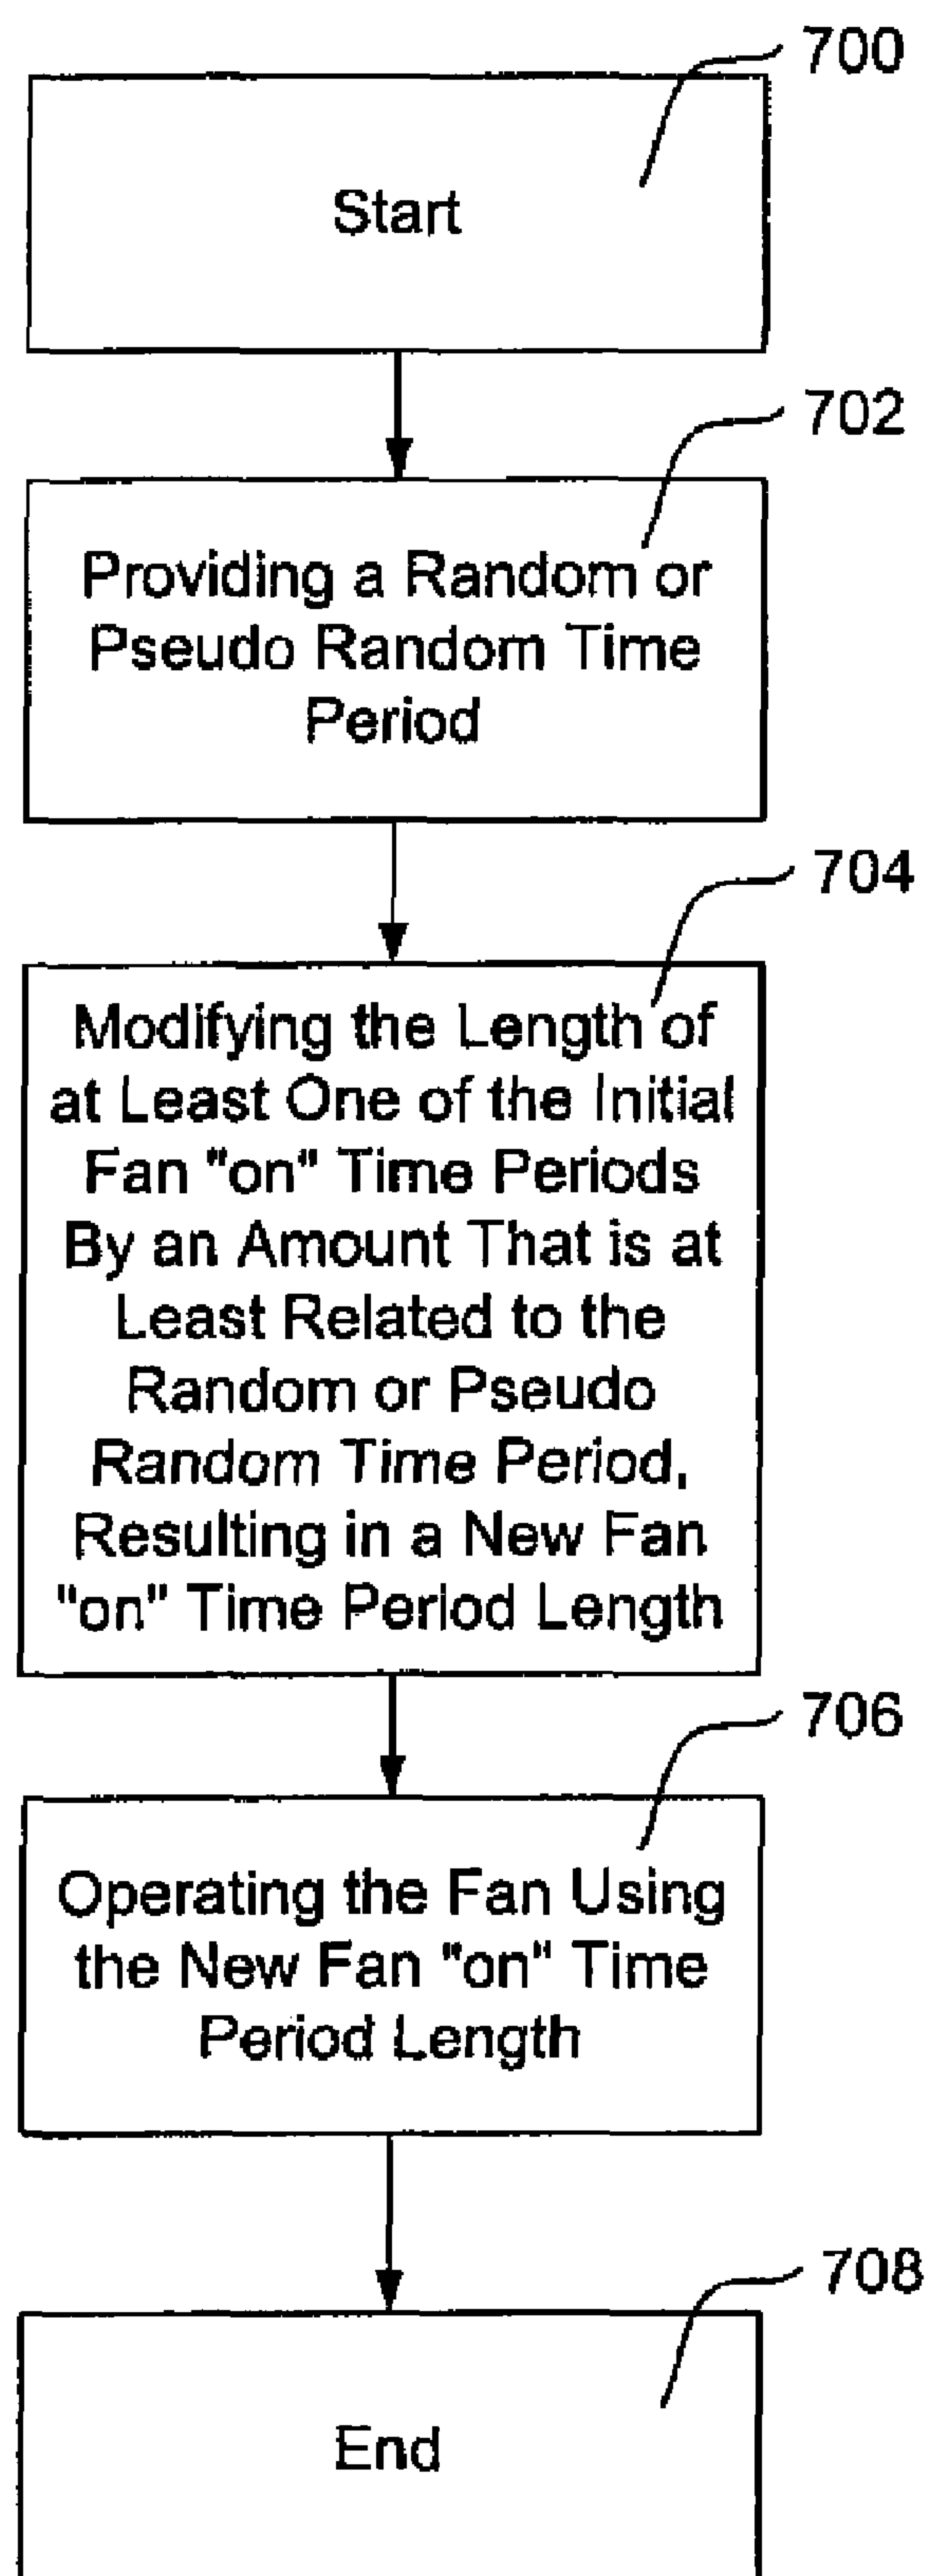 700
Start
702
Providing a Random or
Pseudo Random Time
Period
704
Modifying the Length of
at Least One of the Initial
Fan "on" Time Periods
By an Amount That is at
Least Related to the
Random or Pseudo
Random Time Period,
Resulting in a New Fan
"on" Time Period Length
706
Operating the Fan Using
the New Fan "on" Time
Period Length
708
End